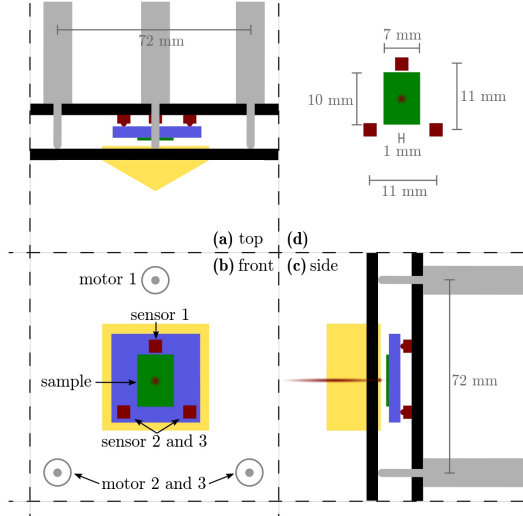 72 mm
7 mm
10 mm
11 mm
1 mm
11 mm
(a) top
(d)
(b) front
(c) side
motor 1
sensor 1
sample
72 mm
sensor 2 and 3
motor 2 and 3